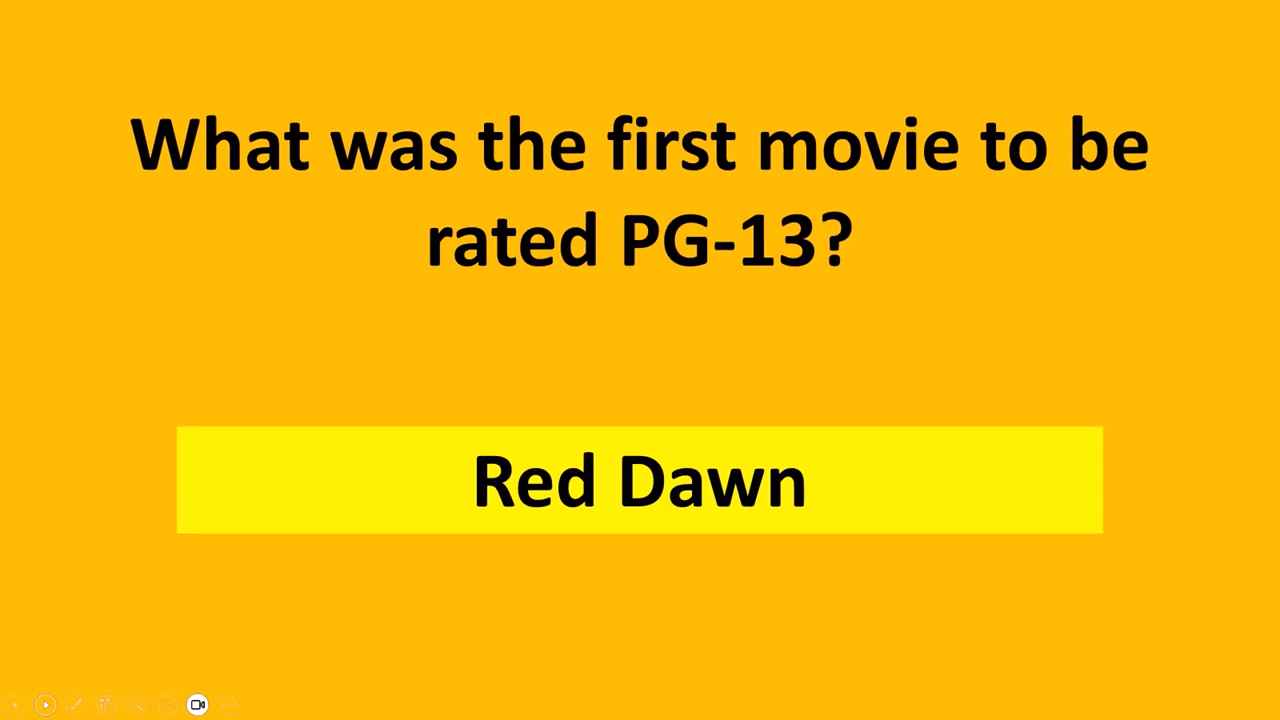 What was the first movie to be
rated PG-13?
Red Dawn